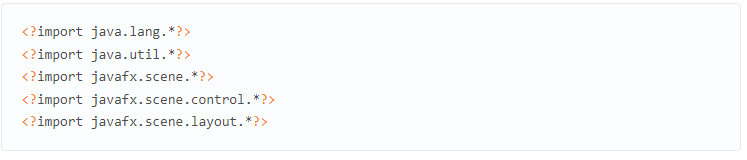 <?import java.lang.*?>
<?import java.util.*?>
<?import javafx.scene.*?>
<?import javafx.scene.control.*?>
<?import javafx.scene.layout.*?>